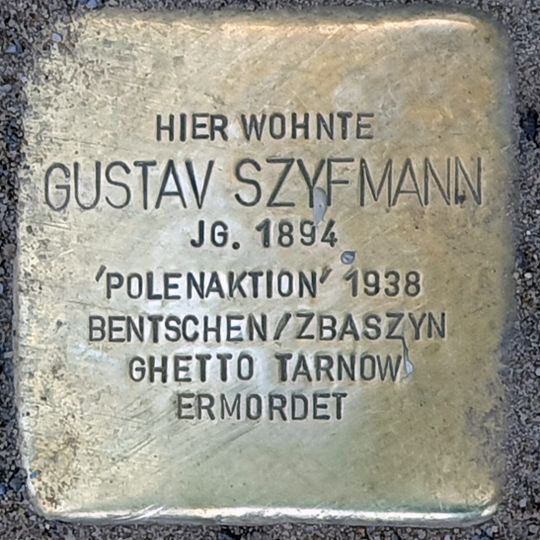 HIER WOHNTE
GUSTAV SZYFMANN
JG. 1894
'POLENAKTION' 1938
BENTSCHEN/ZBASZYN
GHETTO TARNOW
ERMORDET